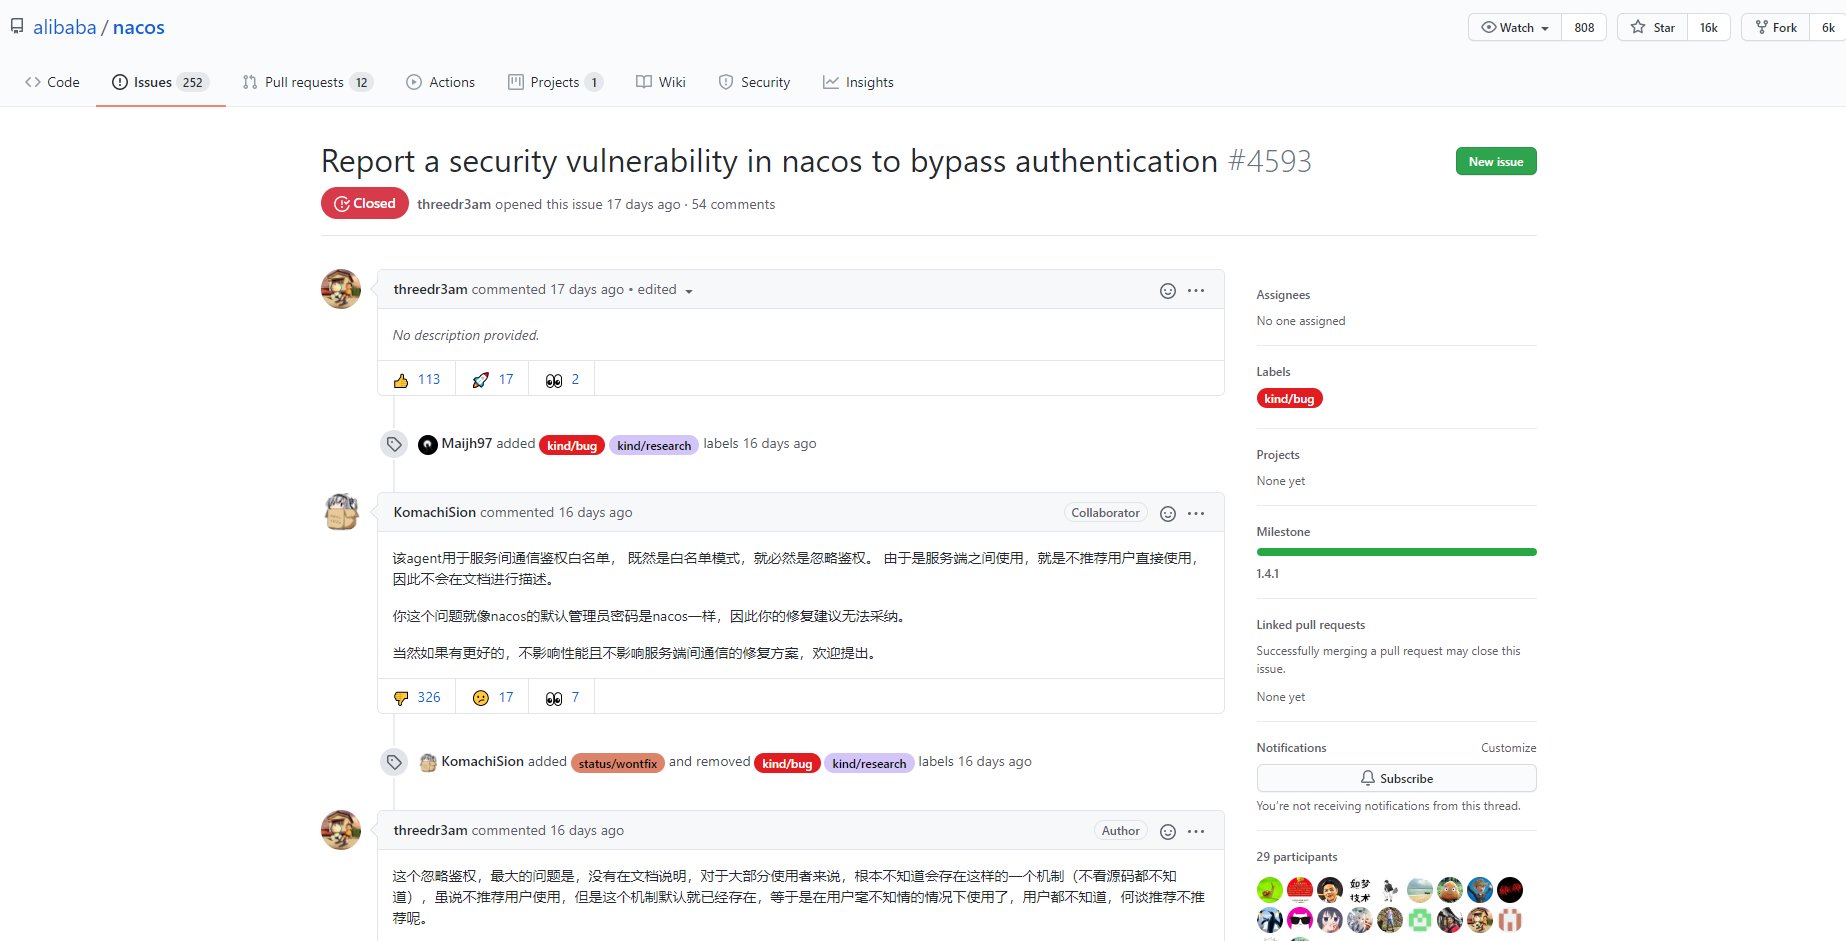 alibaba / nacos
Watch 808 Star 16k Fork 6k
Code Issues 252 Pull requests 12 Actions Projects 1 Wiki Security Insights
Report a security vulnerability in nacos to bypass authentication #4593
New issue
Closed threedr3am opened this issue 17 days ago · 54 comments
threedr3am commented 17 days ago • edited
No description provided.
113 17 2
Maijh97 added kind/bug kind/research labels 16 days ago
KomachiSion commented 16 days ago Collaborator
该agent用于服务间通信鉴权白名单， 既然是白名单模式，就必然是忽略鉴权。 由于是服务端之间使用，就是不推荐用户直接使用，
因此不会在文档进行描述。
你这个问题就像nacos的默认管理员密码是nacos一样，因此你的修复建议无法采纳。
当然如果有更好的，不影响性能且不影响服务端间通信的修复方案，欢迎提出。
326 17 7
KomachiSion added status/wontfix and removed kind/bug kind/research labels 16 days ago
threedr3am commented 16 days ago Author
这个忽略鉴权，最大的问题是，没有在文档说明，对于大部分使用者来说，根本不知道会存在这样的一个机制（不看源码都不知
道），虽说不推荐用户使用，但是这个机制默认就已经存在，等于是在用户毫不知情的情况下使用了，用户都不知道，何谈推荐不推
荐呢。
Assignees
No one assigned
Labels
kind/bug
Projects
None yet
Milestone
1.4.1
Linked pull requests
Successfully merging a pull request may close this
issue.
None yet
Notifications Customize
Subscribe
You're not receiving notifications from this thread.
29 participants
如梦
技术